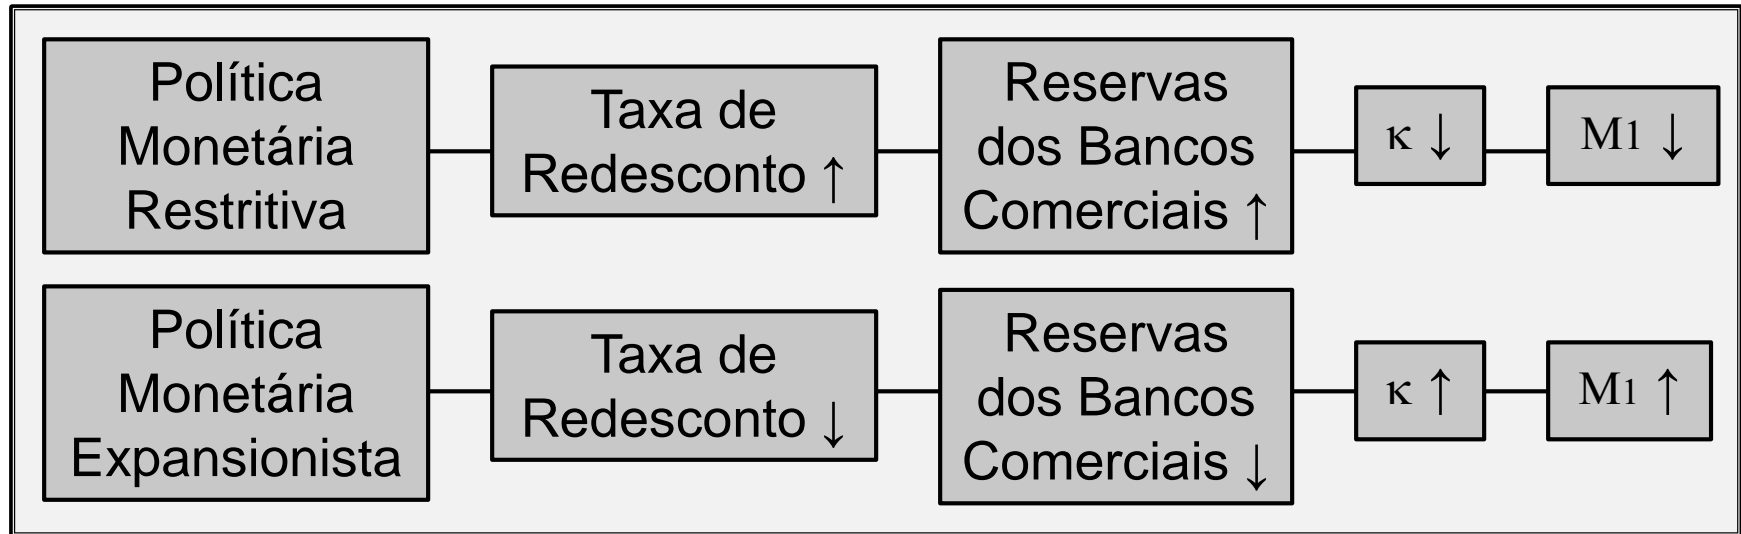 Política
Monetária
Restritiva
Taxa de
Redesconto ↑
Reservas
dos Bancos
Comerciais ↑
κ ↓
M1 ↓
Política
Monetária
Expansionista
Taxa de
Redesconto ↓
Reservas
dos Bancos
Comerciais ↓
κ ↑
M1 ↑